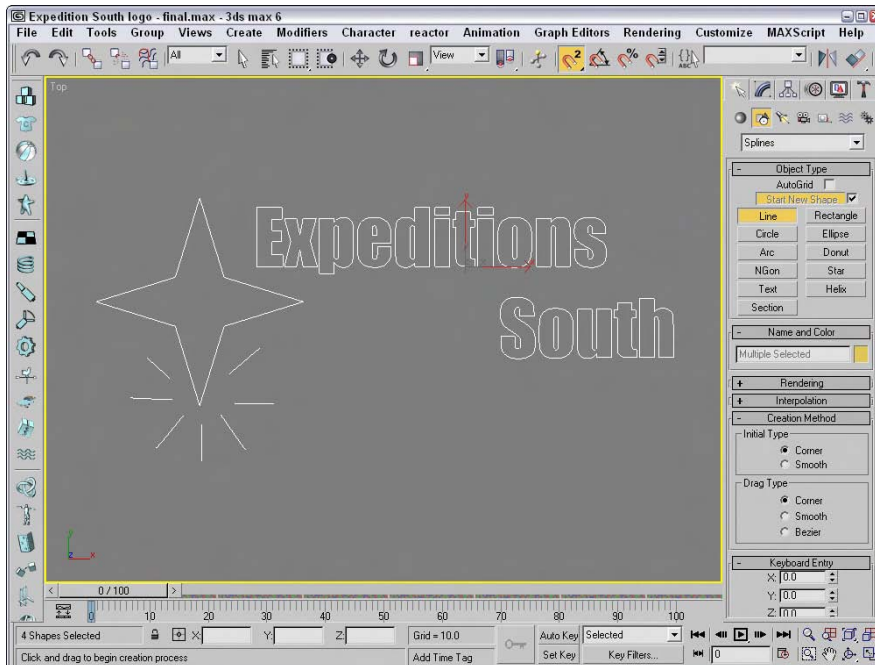 Expedition South logo - final.max - 3ds max 6
File Edit Tools Group Views Create Modifiers Character reactor Animation Graph Editors Rendering Customize MAXScript Help
All View 2 % {} ABC
Top
Expeditions
South
y
x
y
z x
Splines
- Object Type
AutoGrid
Start New Shape
Line Rectangle
Circle Ellipse
Arc Donut
NGon Star
Text Helix
Section
- Name and Color
Multiple Selected
+ Rendering
+ Interpolation
- Creation Method
Initial Type
Corner
Smooth
Drag Type
Corner
Smooth
Bezier
- Keyboard Entry
X: 0.0
Y: 0.0
Z: 0.0
< 0 / 100 >
0 10 20 30 40 50 60 70 80 90 100
4 Shapes Selected X: Y: Z: Grid = 10.0 Auto Key Selected
Click and drag to begin creation process Add Time Tag Set Key Key Filters... 0